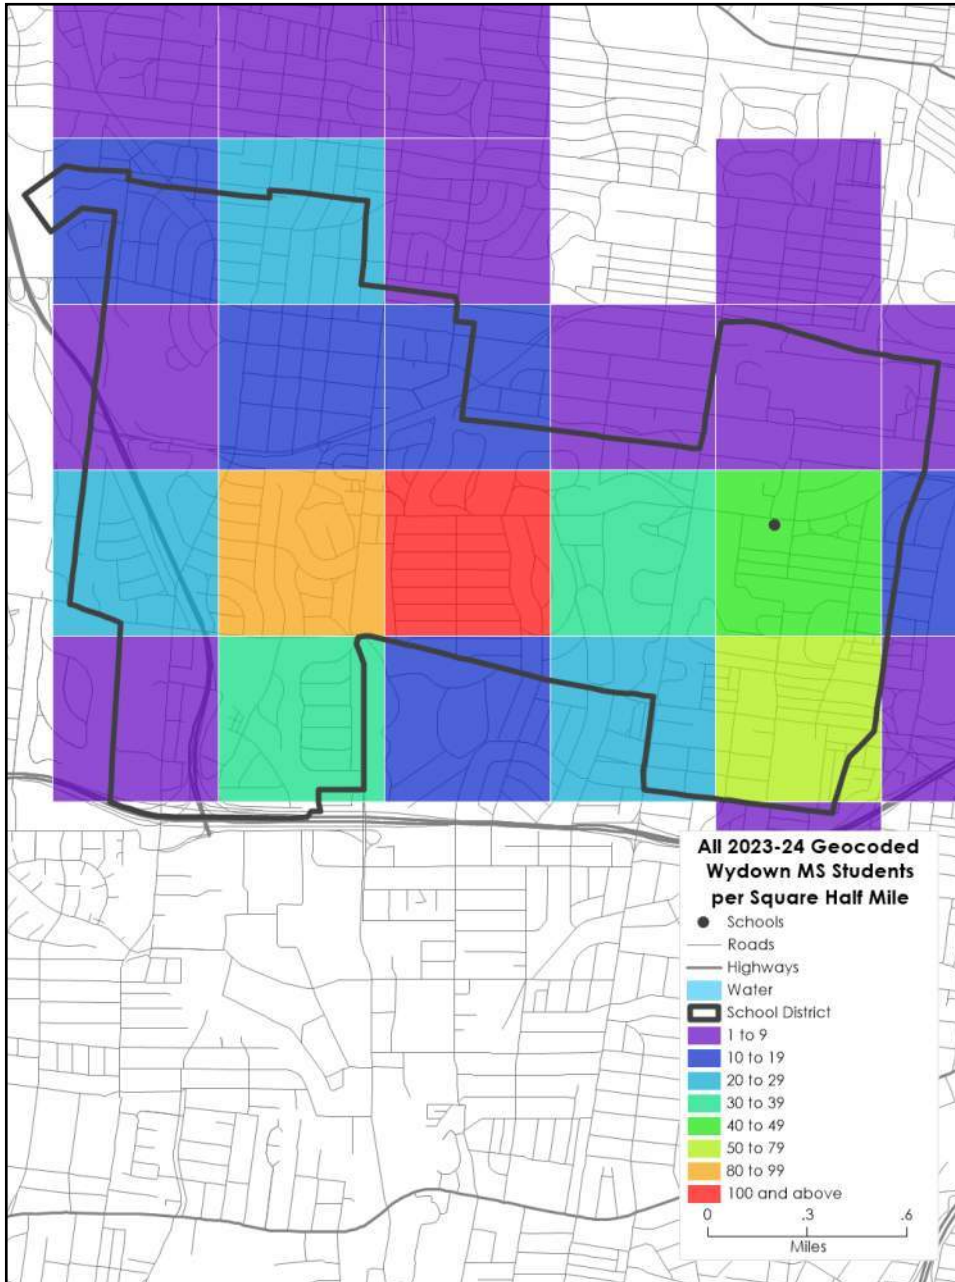 All 2023-24 Geocoded
Wydown MS Students
per Square Half Mile
Schools
Roads
Highways
Water
School District
1 to 9
10 to 19
20 to 29
30 to 39
40 to 49
50 to 79
80 to 99
100 and above
0 .3 .6
Miles